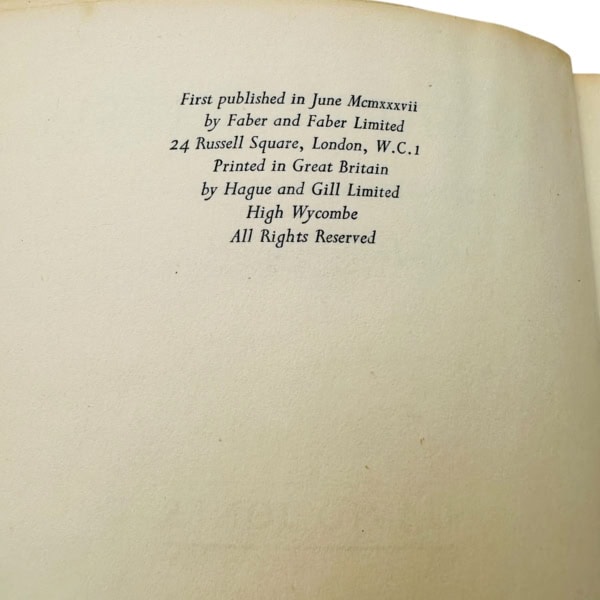 First published in June Mcmxxxvii
by Faber and Faber Limited
24 Russell Square, London, W.C.1
Printed in Great Britain
by Hague and Gill Limited
High Wycombe
All Rights Reserved